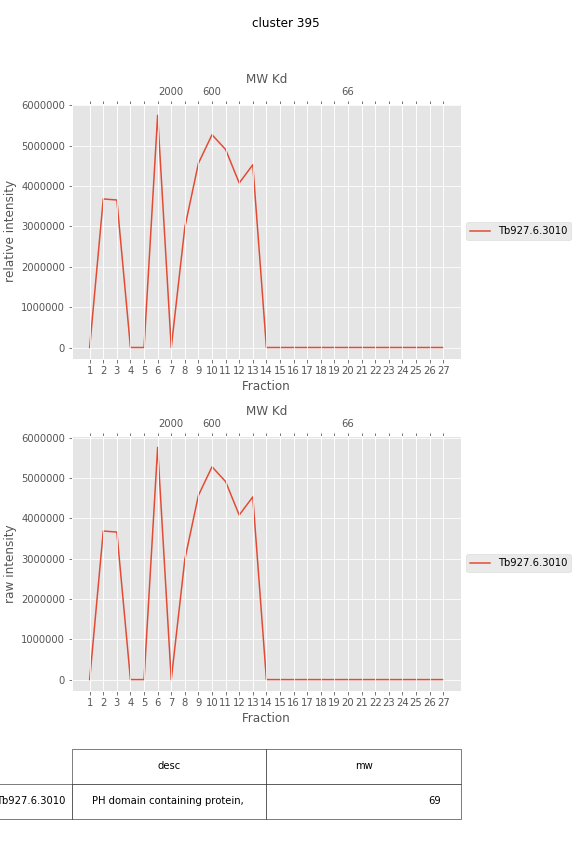 cluster 395
MW Kd
2000 600 66
6000000
5000000
4000000
3000000
2000000
1000000
0
relative intensity
Tb927.6.3010
1 2 3 4 5 6 7 8 9 10 11 12 13 14 15 16 17 18 19 20 21 22 23 24 25 26 27
Fraction
MW Kd
2000 600 66
6000000
5000000
4000000
3000000
2000000
1000000
0
raw intensity
Tb927.6.3010
1 2 3 4 5 6 7 8 9 10 11 12 13 14 15 16 17 18 19 20 21 22 23 24 25 26 27
Fraction
desc mw
Tb927.6.3010 PH domain containing protein, 69